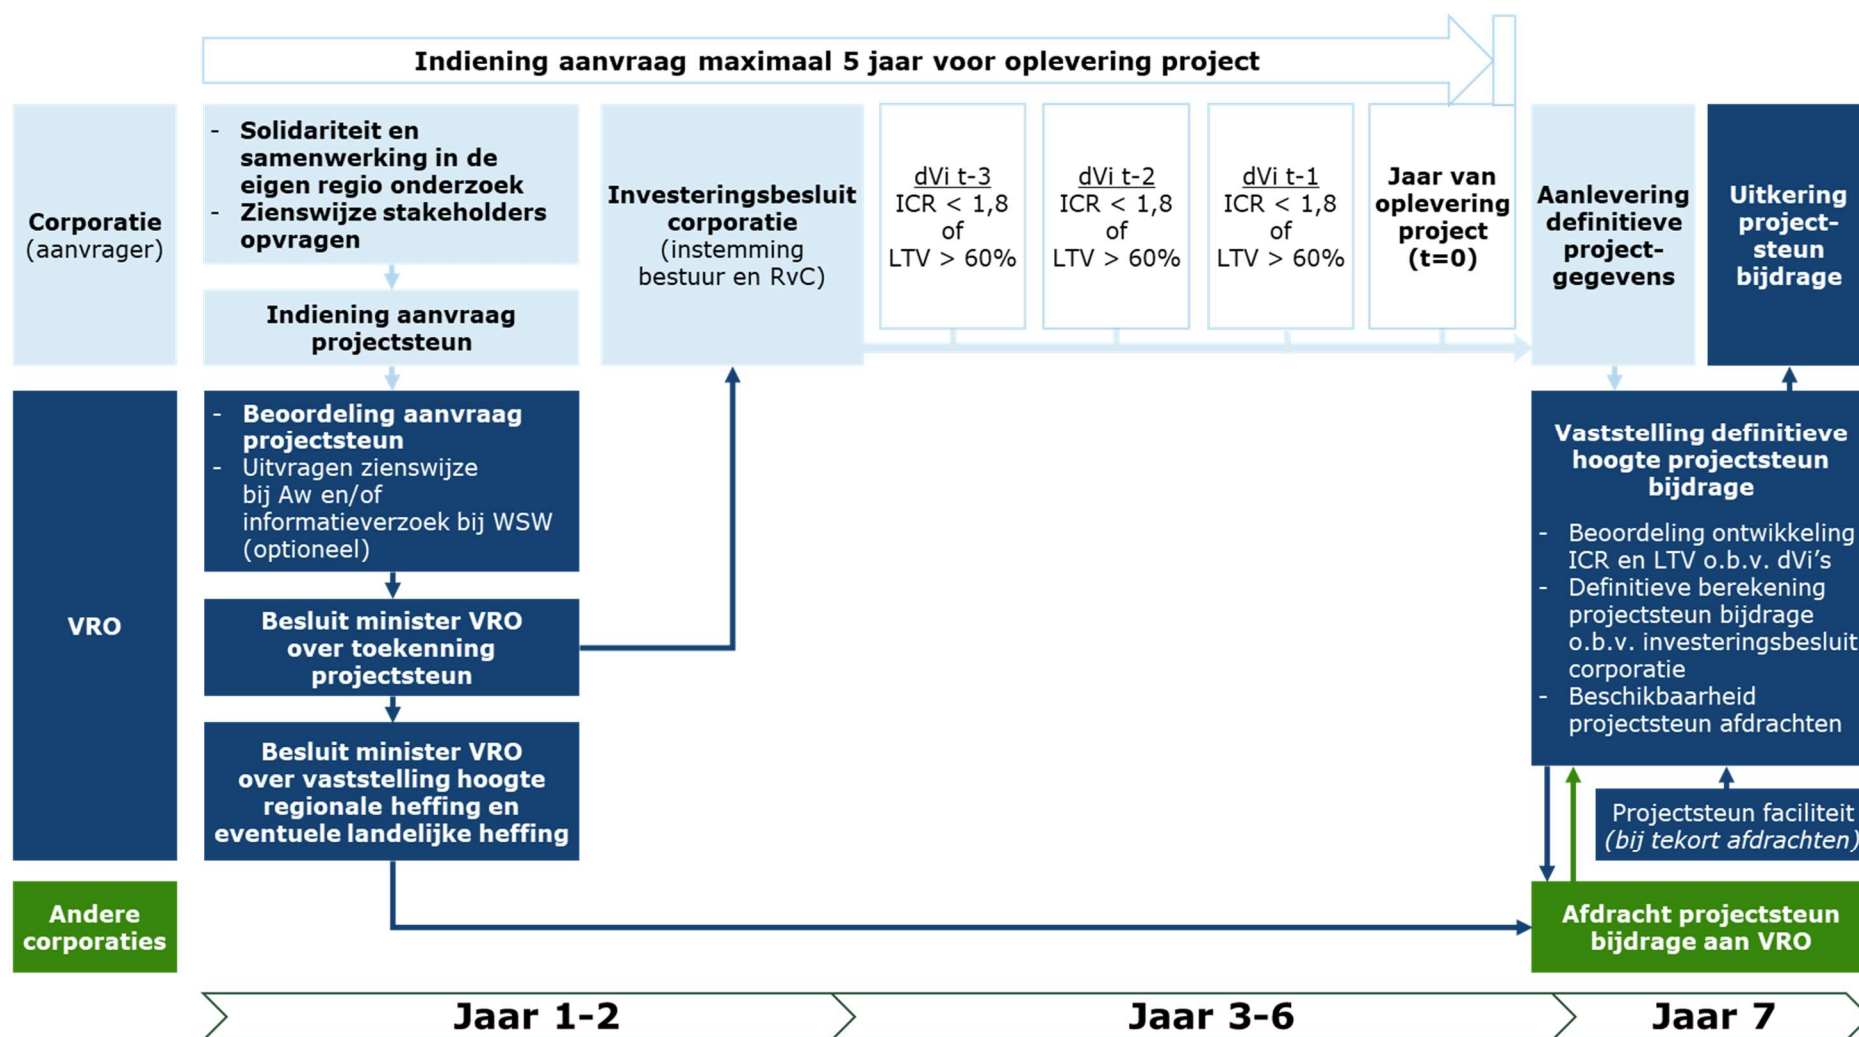 Indiening aanvraag maximaal 5 jaar voor oplevering project
Corporatie
(aanvrager)
- Solidariteit en
samenwerking in de
eigen regio onderzoek
- Zienswijze stakeholders
opvragen
Indiening aanvraag
projectsteun
Investeringsbesluit
corporatie
(instemming
bestuur en RvC)
dVi t-3
ICR < 1,8
of
LTV > 60%
dVi t-2
ICR < 1,8
of
LTV > 60%
dVi t-1
ICR < 1,8
of
LTV > 60%
Jaar van
oplevering
project
(t=0)
Aanlevering
definitieve
project-
gegevens
Uitkering
project-
steun
bijdrage
VRO
- Beoordeling aanvraag
projectsteun
- Uitvragen zienswijze
bij Aw en/of
informatieverzoek bij WSW
(optioneel)
Besluit minister VRO
over toekenning
projectsteun
Besluit minister VRO
over vaststelling hoogte
regionale heffing en
eventuele landelijke heffing
Vaststelling definitieve
hoogte projectsteun
bijdrage
- Beoordeling ontwikkeling
ICR en LTV o.b.v. dVi's
- Definitieve berekening
projectsteun bijdrage
o.b.v. investeringsbesluit
corporatie
- Beschikbaarheid
projectsteun afdrachten
Projectsteun faciliteit
(bij tekort afdrachten)
Andere
corporaties
Afdracht projectsteun
bijdrage aan VRO
Jaar 1-2
Jaar 3-6
Jaar 7